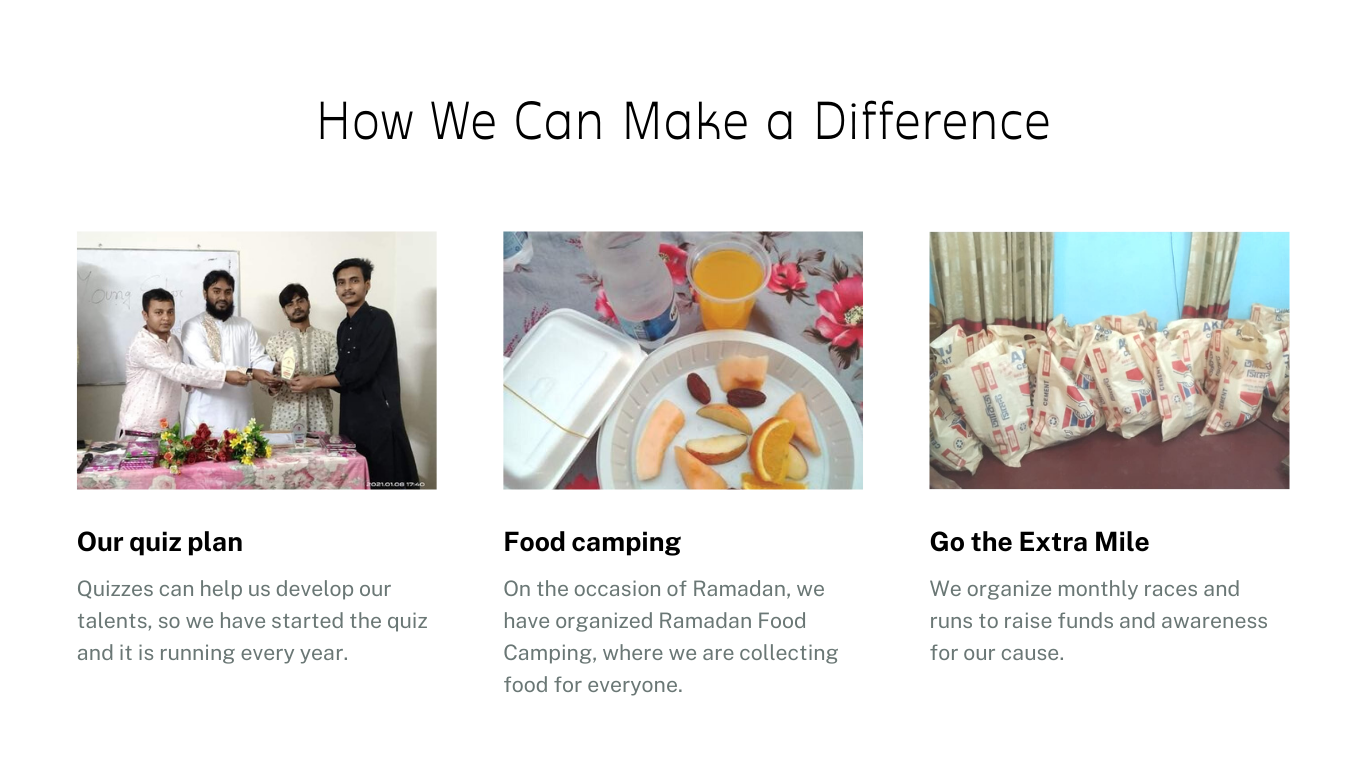 How We Can Make a Difference
Young
2021.01.08 17:40
CEMENT
CEMENT
CEMENT
Our quiz plan
Quizzes can help us develop our
talents, so we have started the quiz
and it is running every year.
Food camping
On the occasion of Ramadan, we
have organized Ramadan Food
Camping, where we are collecting
food for everyone.
Go the Extra Mile
We organize monthly races and
runs to raise funds and awareness
for our cause.